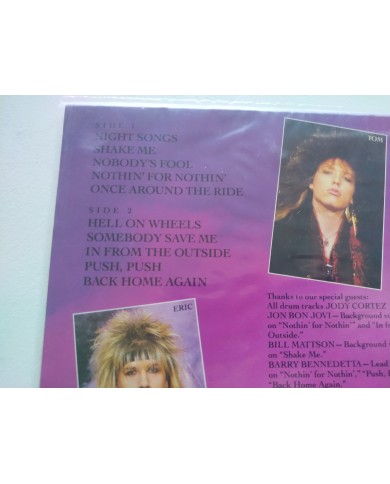 SIDE 1
NIGHT SONGS
SHAKE ME
NOBODY'S FOOL
NOTHIN' FOR NOTHIN'
ONCE AROUND THE RIDE
SIDE 2
HELL ON WHEELS
SOMEBODY SAVE ME
IN FROM THE OUTSIDE
PUSH, PUSH
BACK HOME AGAIN
TOM
ERIC
Thanks to our special guests:
All drum tracks JODY CORTEZ
JON BON JOVI—Background v
on "Nothin' for Nothin'" and "In f
Outside."
BILL MATTSON—Background v
on "Shake Me."
BARRY BENNEDETTA—Lead
on "Nothin' for Nothin'," "Push, 
"Back Home Again."